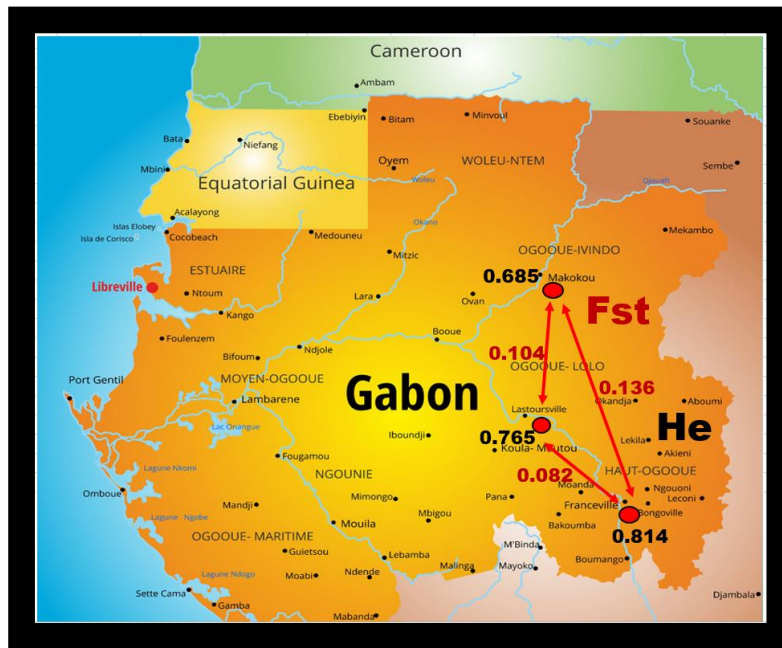 Cameroon
Ambam
Ebebiyin
Bitam
Minvoul
Souanke
Bata
Niefang
Mbini
Oyem
WOLEU-NTEM
Sembe
Equatorial Guinea
Woleu
Djouah
Acalayong
Islas Elobey
Isla de Corisco
Cocobeach
Okano
Medouneu
Mekambo
Mitzic
OGOOUE-IVINDO
ESTUAIRE
0.685
Makokou
Libreville
Ntoum
Lara
Ovan
Fst
Kango
Foulenzem
Booue
Ndjole
0.104
Bifoum
OGOOUE- LOLO
Port Gentil
MOYEN-OGOOUE
Gabon
0.136
Lambarene
Okandja
Aboumi
Lastoursville
Lac Onangue
Iboundji
0.765
He
Lekila
Koula- Moutou
Akieni
Fougamou
Lagune Nkomi
NGOUNIE
0.082
HAUT-OGOOUE
Omboue
Mimongo
Pana
Moanda
Ngouoni
Leconi
Mandji
Franceville
Lagune Ngobe
Mbigou
Bakoumba
Bongoville
Mouila
OGOOUE- MARITIME
0.814
Guietsou
M'Binda
Lebamba
Boumango
Lagune Ndogo
Moabi
Ndende
Malinga
Mayoko
Sette Cama
Gamba
Mabanda
Djambala